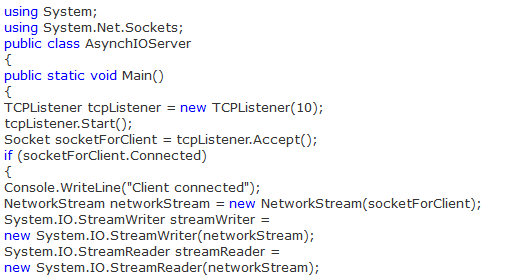 using System;
using System.Net.Sockets;
public class AsynchIOServer
{
public static void Main()
{
TCPListener tcpListener = new TCPListener(10);
tcpListener.Start();
Socket socketForClient = tcpListener.Accept();
if (socketForClient.Connected)
{
Console.WriteLine("Client connected");
NetworkStream networkStream = new NetworkStream(socketForClient);
System.IO.StreamWriter streamWriter =
new System.IO.StreamWriter(networkStream);
System.IO.StreamReader streamReader =
new System.IO.StreamReader(networkStream);